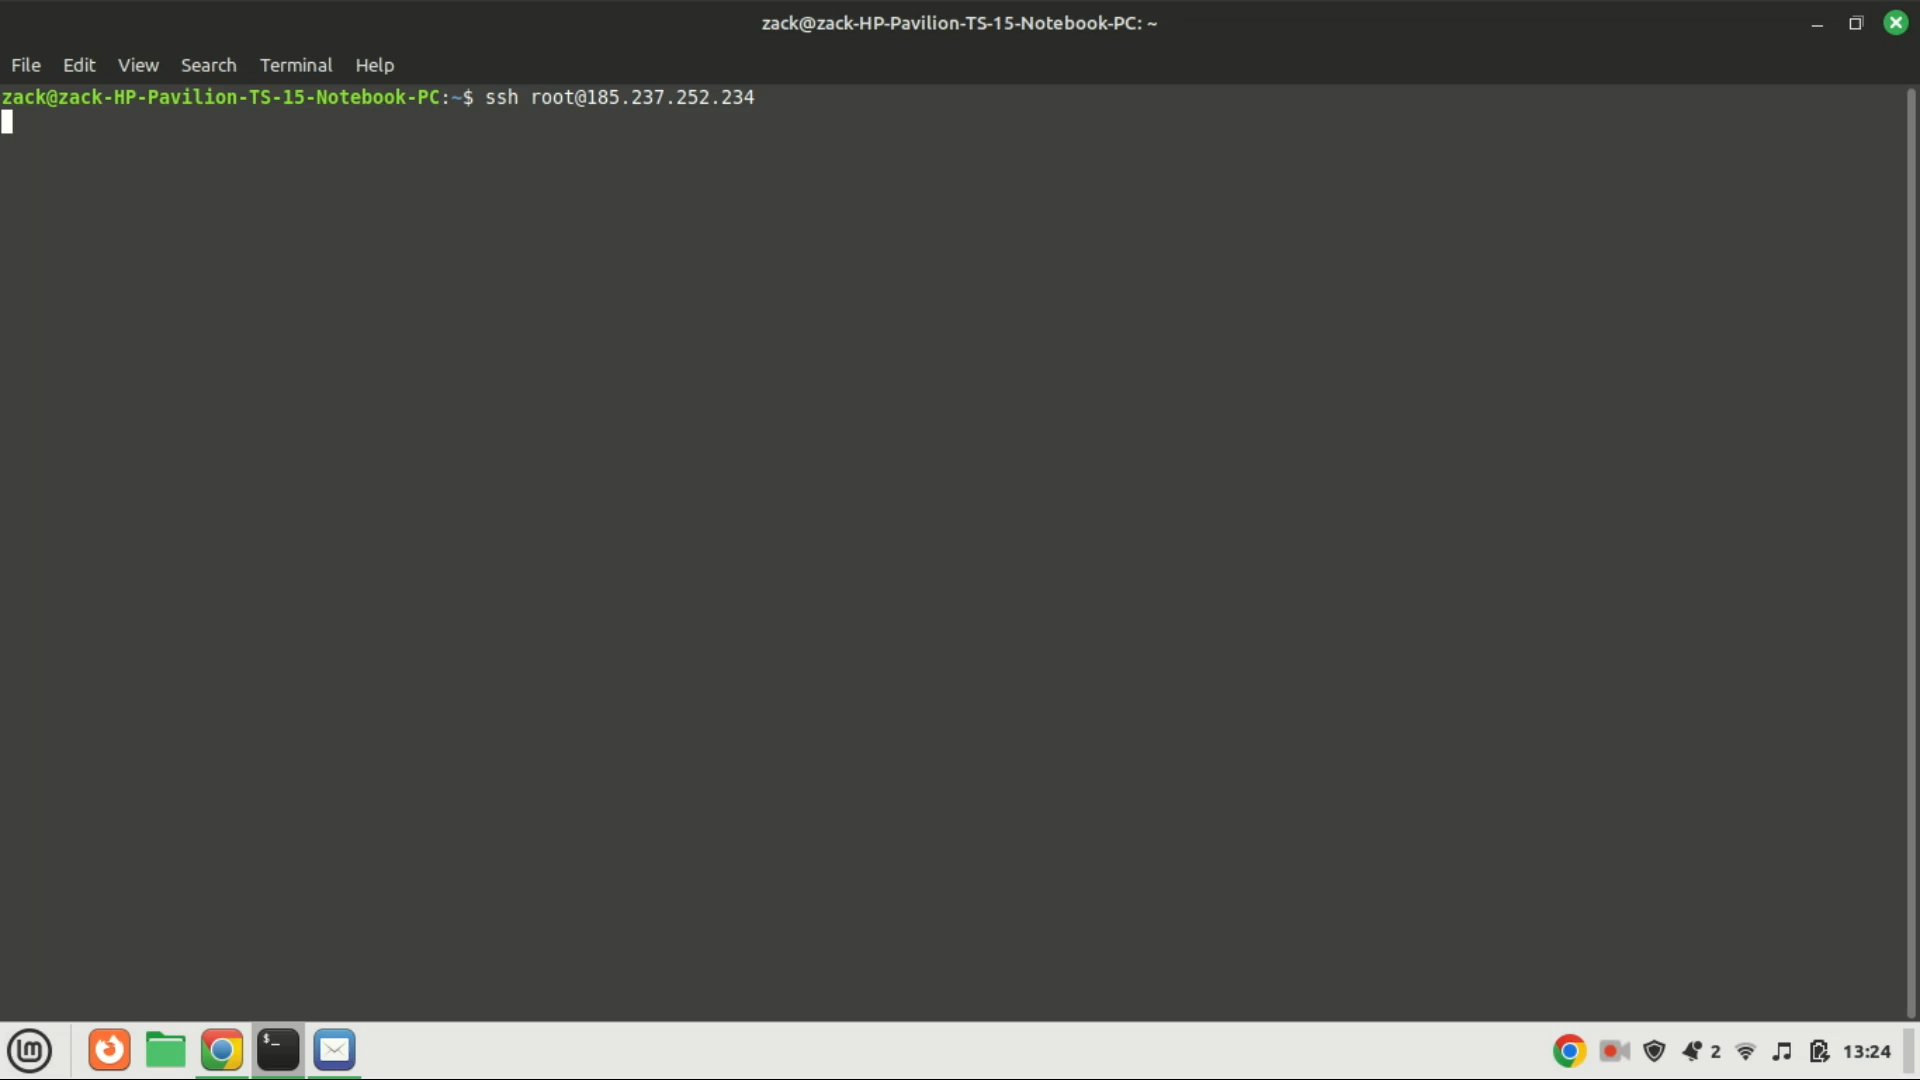 zack@zack-HP-Pavilion-TS-15-Notebook-PC: ~
File Edit View Search Terminal Help
zack@zack-HP-Pavilion-TS-15-Notebook-PC:~$ ssh root@185.237.252.234
$_
2 13:24